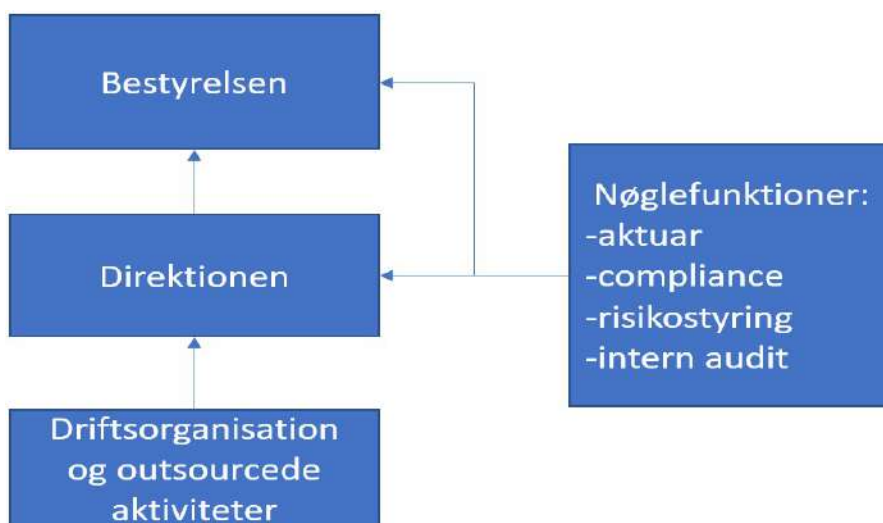 Bestyrelsen
Direktionen
Driftsorganisation
og outsourcede
aktiviteter
Nøglefunktioner:
-aktuar
-compliance
-risikostyring
-intern audit